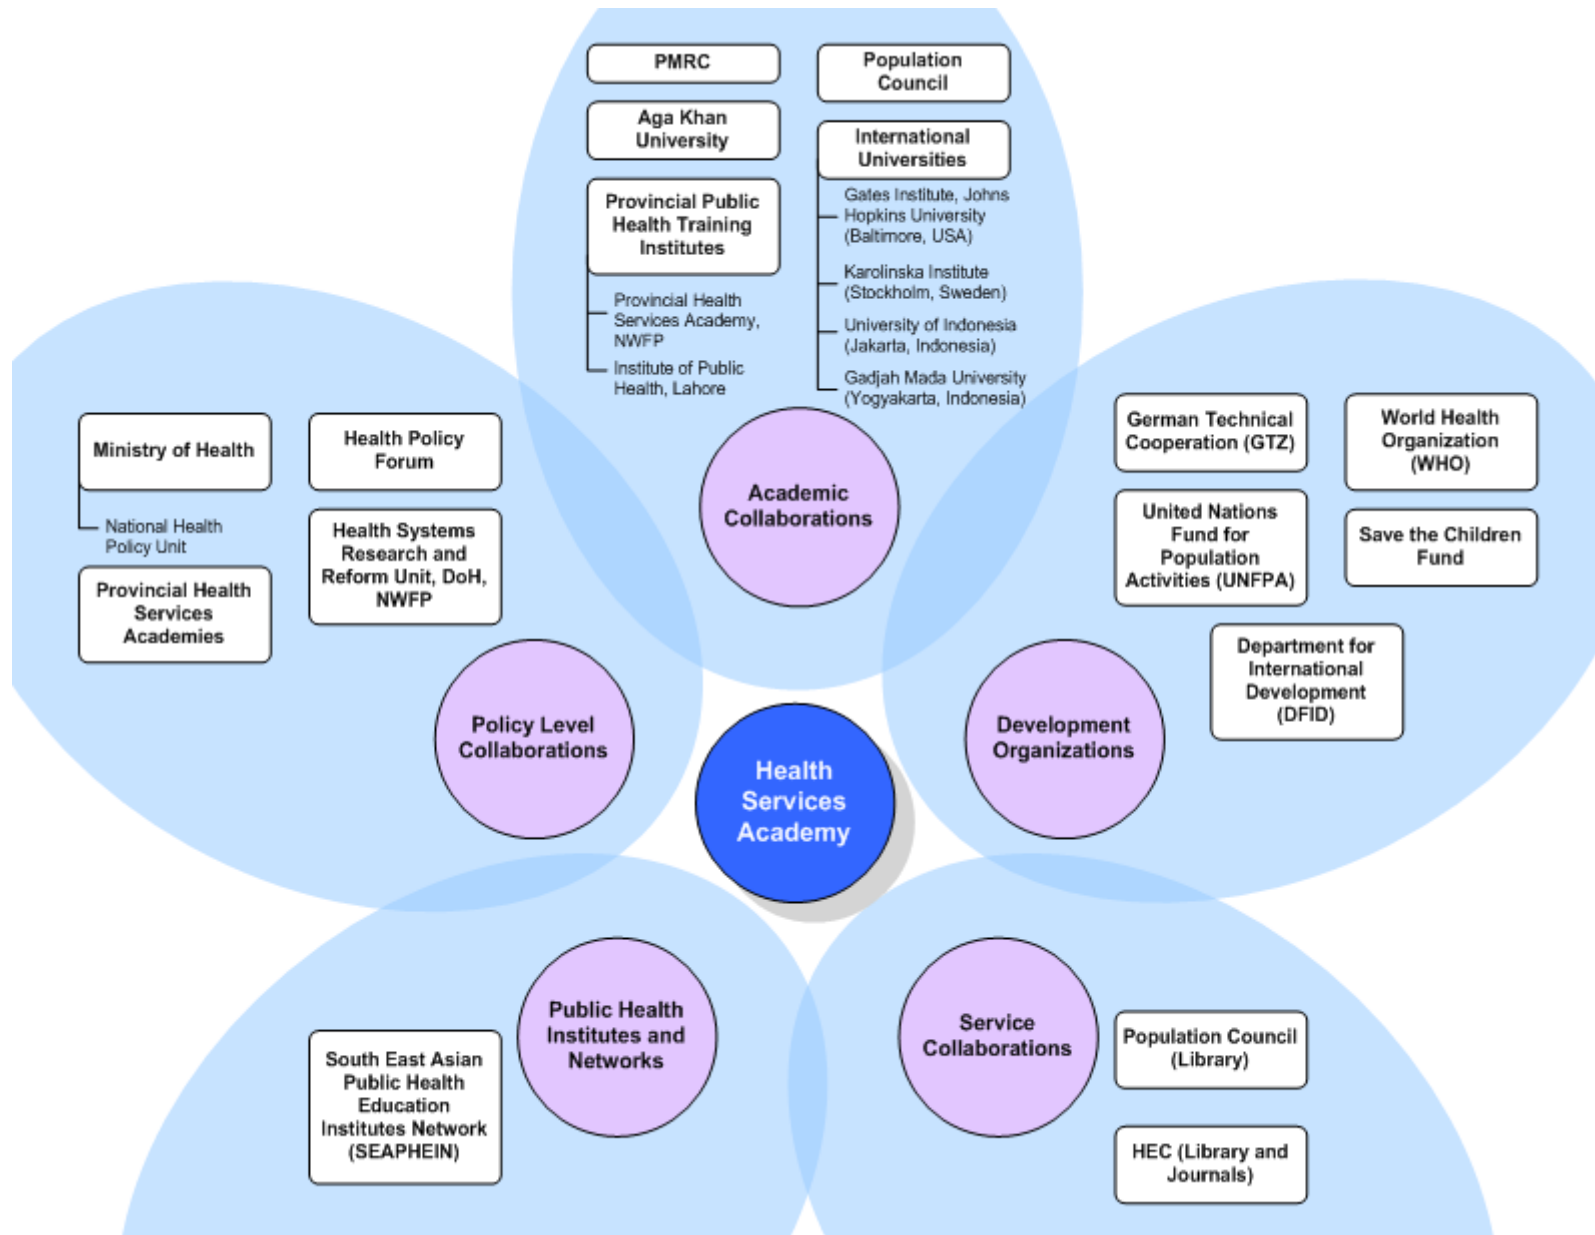 PMRC
Aga Khan
University
Provincial Public
Health Training
Institutes
Provincial Health
Services Academy,
NWFP
Institute of Public
Health, Lahore
Population
Council
International
Universities
Gates Institute, Johns
Hopkins University
(Baltimore, USA)
Karolinska Institute
(Stockholm, Sweden)
University of Indonesia
(Jakarta, Indonesia)
Gadjah Mada University
(Yogyakarta, Indonesia)
Academic
Collaborations
Ministry of Health
National Health
Policy Unit
Provincial Health
Services
Academies
Health Policy
Forum
Health Systems
Research and
Reform Unit, DoH,
NWFP
Policy Level
Collaborations
German Technical
Cooperation (GTZ)
United Nations
Fund for
Population
Activities (UNFPA)
World Health
Organization
(WHO)
Save the Children
Fund
Department for
International
Development
(DFID)
Development
Organizations
Health
Services
Academy
South East Asian
Public Health
Education
Institutes Network
(SEAPHEIN)
Public Health
Institutes and
Networks
Service
Collaborations
Population Council
(Library)
HEC (Library and
Journals)